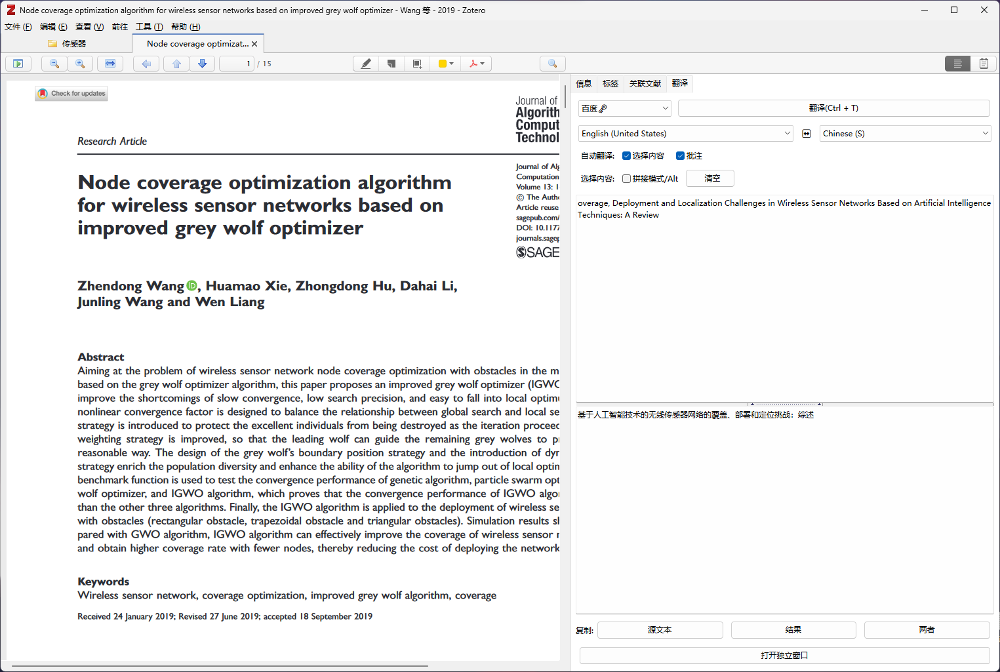 Node coverage optimization algorithm for wireless sensor networks based on improved grey wolf optimizer - Wang 等 - 2019 - Zotero
文件 (F) 编辑 (E) 查看 (V) 前往 工具 (T) 帮助 (H)
传感器 Node coverage optimizat...
1 / 15
Check for updates
Research Article
Journal of
Algorith
Comput
Technol
Node coverage optimization algorithm
for wireless sensor networks based on
improved grey wolf optimizer
Journal of Alg
Computation
Volume 13: 1
© The Autho
Article reuse
sagepub.com/
DOI: 10.1177
journals.sagep
SAGE
Zhendong Wang iD, Huamao Xie, Zhongdong Hu, Dahai Li,
Junling Wang and Wen Liang
Abstract
Aiming at the problem of wireless sensor network node coverage optimization with obstacles in the m
based on the grey wolf optimizer algorithm, this paper proposes an improved grey wolf optimizer (IGWO
improve the shortcomings of slow convergence, low search precision, and easy to fall into local optimu
nonlinear convergence factor is designed to balance the relationship between global search and local se
strategy is introduced to protect the excellent individuals from being destroyed as the iteration proceed
weighting strategy is improved, so that the leading wolf can guide the remaining grey wolves to p
reasonable way. The design of the grey wolf's boundary position strategy and the introduction of dyn
strategy enrich the population diversity and enhance the ability of the algorithm to jump out of local optim
benchmark function is used to test the convergence performance of genetic algorithm, particle swarm opt
wolf optimizer, and IGWO algorithm, which proves that the convergence performance of IGWO algor
than the other three algorithms. Finally, the IGWO algorithm is applied to the deployment of wireless se
with obstacles (rectangular obstacle, trapezoidal obstacle and triangular obstacles). Simulation results sh
pared with GWO algorithm, IGWO algorithm can effectively improve the coverage of wireless sensor n
and obtain higher coverage rate with fewer nodes, thereby reducing the cost of deploying the network
Keywords
Wireless sensor network, coverage optimization, improved grey wolf algorithm, coverage
Received 24 January 2019; Revised 27 June 2019; accepted 18 September 2019
信息 标签 关联文献 翻译
百度🔑 翻译(Ctrl + T)
English (United States) Chinese (S)
自动翻译: 选择内容 批注
选择内容: 拼接模式/Alt 清空
overage, Deployment and Localization Challenges in Wireless Sensor Networks Based on Artificial Intelligence
Techniques: A Review
基于人工智能技术的无线传感器网络的覆盖、部署和定位挑战：综述
复制: 源文本 结果 两者
打开独立窗口